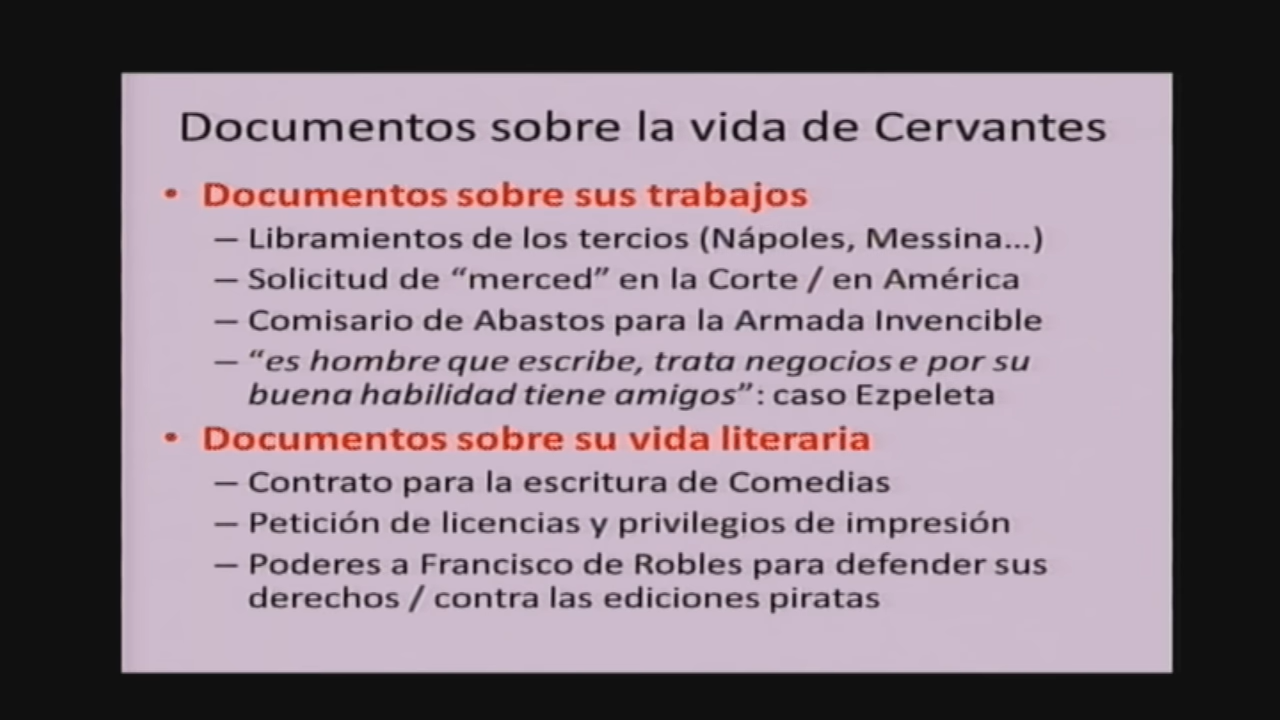 Documentos sobre la vida de Cervantes
• Documentos sobre sus trabajos
– Libramientos de los tercios (Nápoles, Messina...)
– Solicitud de “merced” en la Corte / en América
– Comisario de Abastos para la Armada Invencible
– “es hombre que escribe, trata negocios e por su
buena habilidad tiene amigos”: caso Ezpeleta
• Documentos sobre su vida literaria
– Contrato para la escritura de Comedias
– Petición de licencias y privilegios de impresión
– Poderes a Francisco de Robles para defender sus
derechos / contra las ediciones piratas